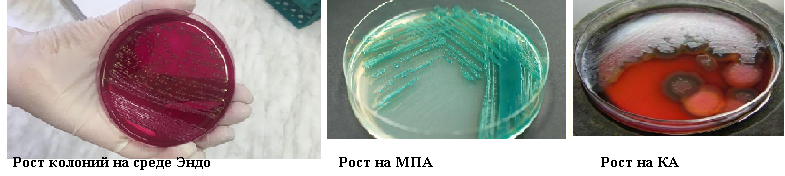 Рост колоний на среде Эндо
Рост на МПА
Рост на КА